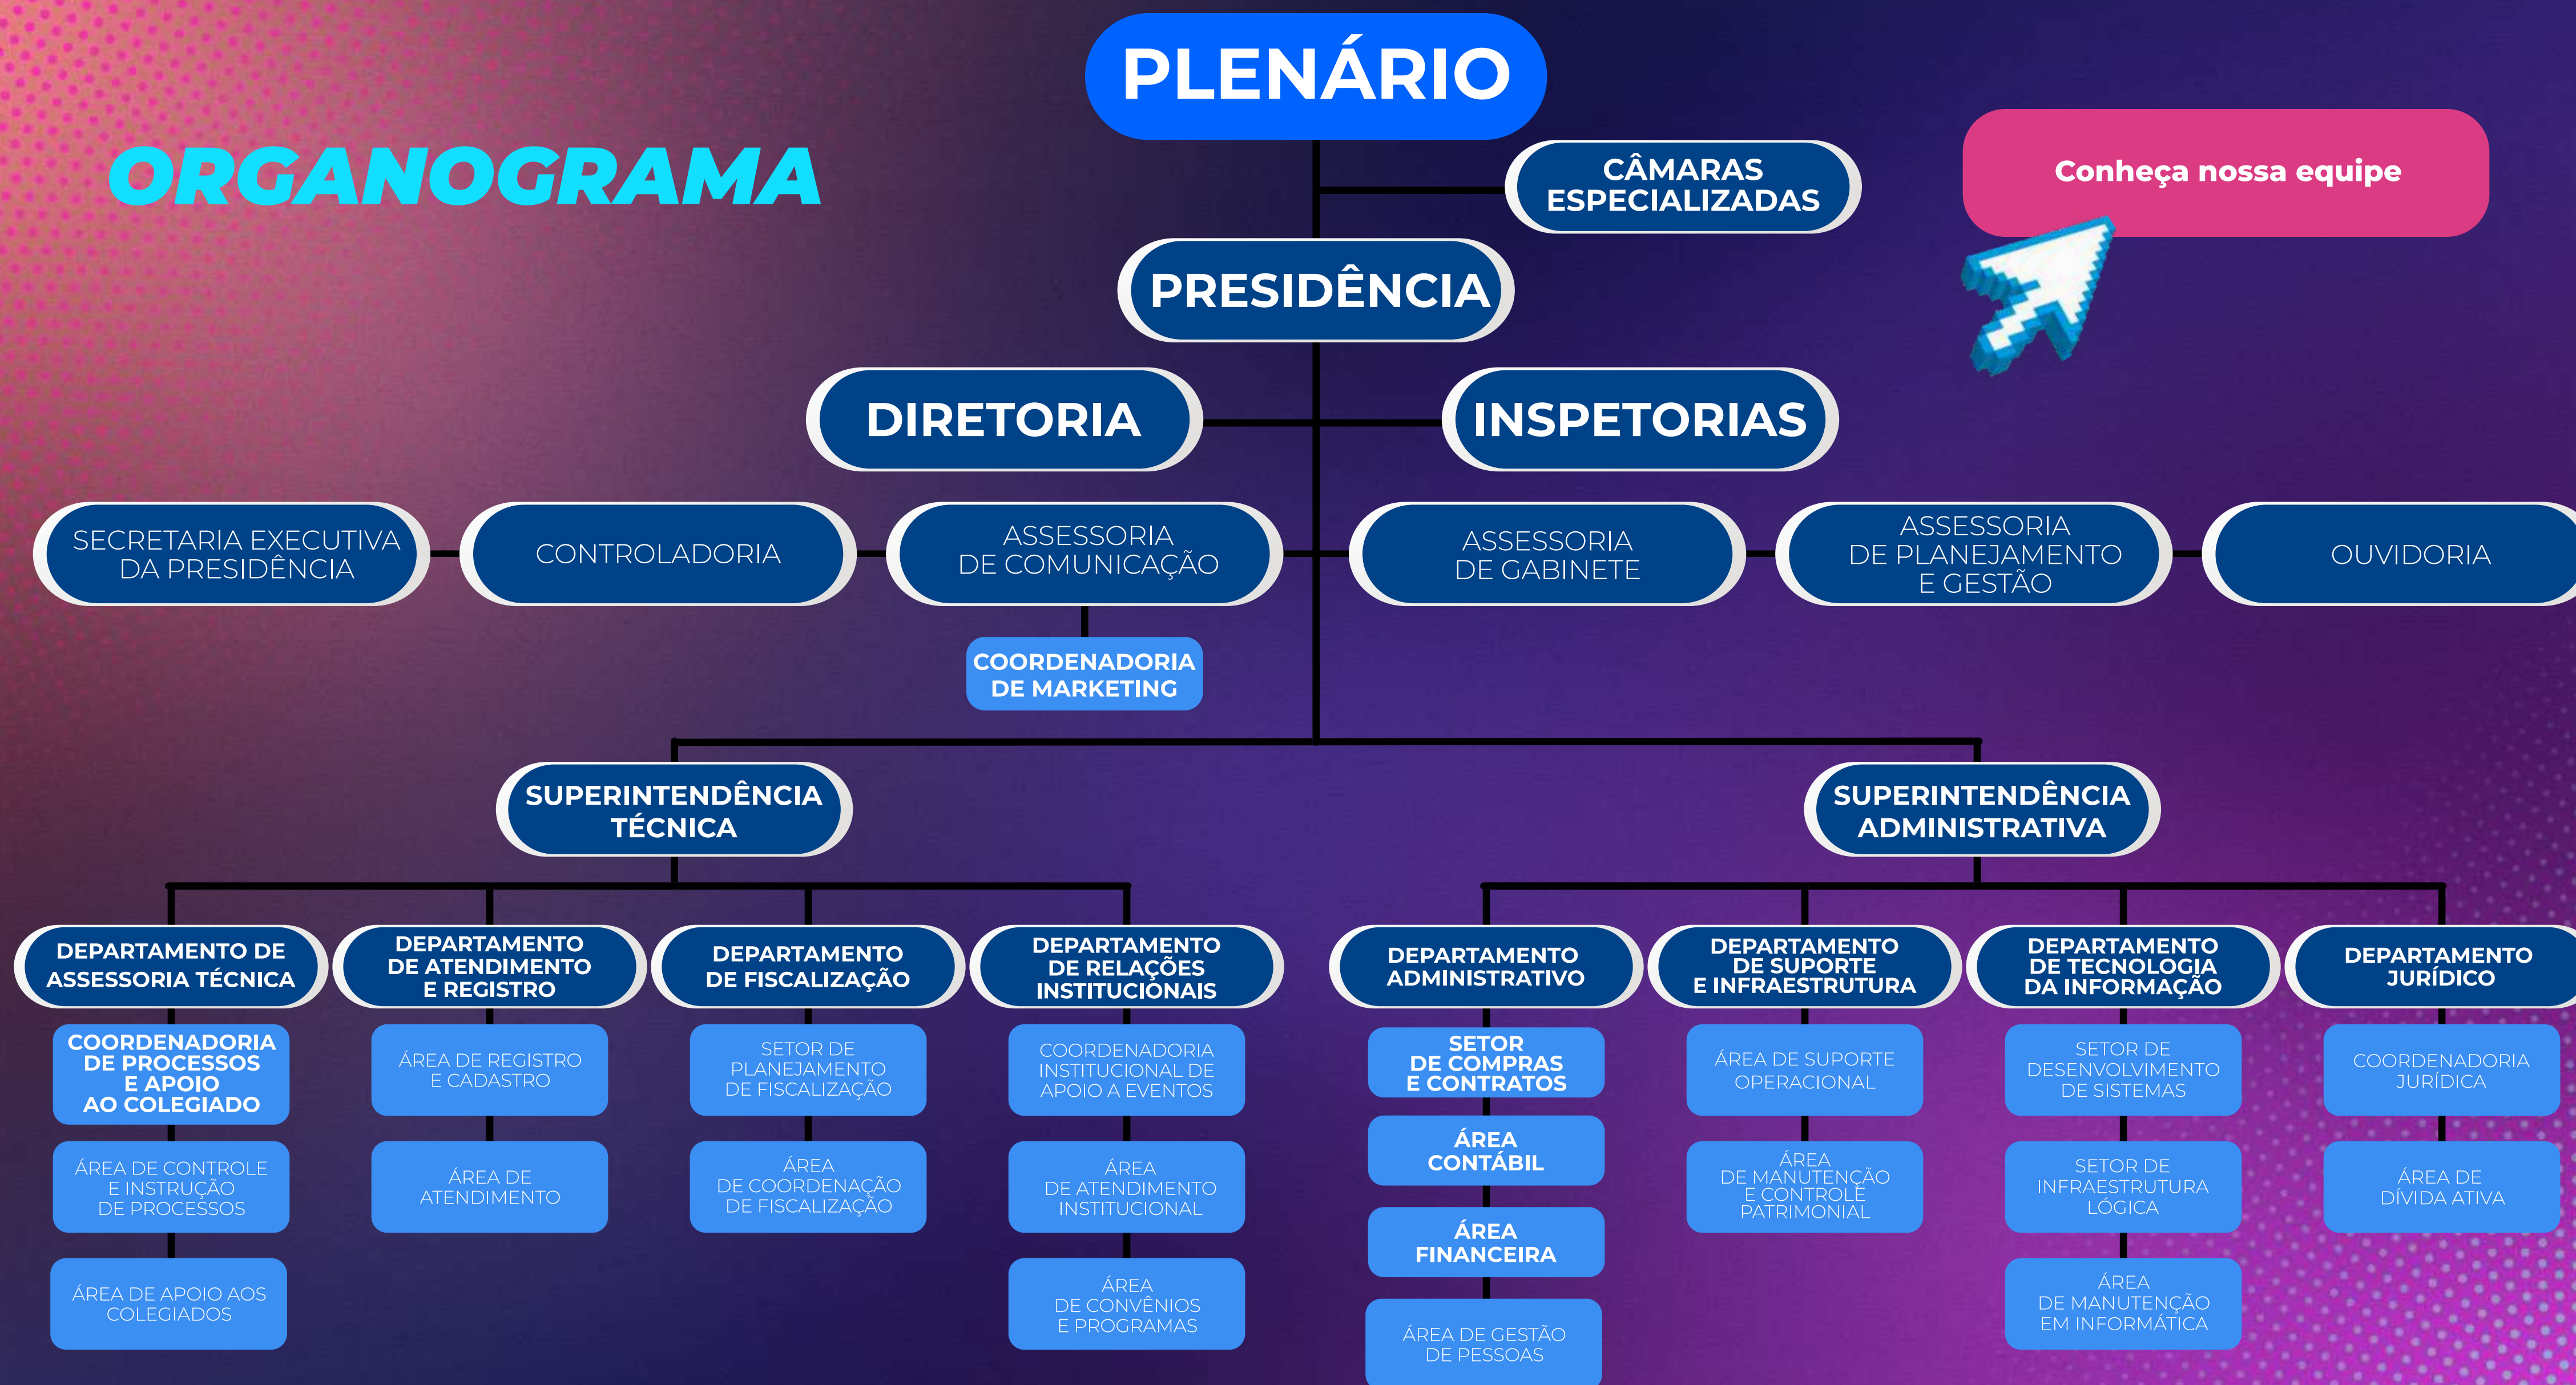 PLENÁRIO
ORGANOGRAMA
CÂMARAS
ESPECIALIZADAS
Conheça nossa equipe
PRESIDÊNCIA
DIRETORIA
INSPETORIAS
SECRETARIA EXECUTIVA
DA PRESIDÊNCIA
CONTROLADORIA
ASSESSORIA
DE COMUNICAÇÃO
ASSESSORIA
DE GABINETE
ASSESSORIA
DE PLANEJAMENTO
E GESTÃO
OUVIDORIA
COORDENADORIA
DE MARKETING
SUPERINTENDÊNCIA
TÉCNICA
SUPERINTENDÊNCIA
ADMINISTRATIVA
DEPARTAMENTO DE
ASSESSORIA TÉCNICA
DEPARTAMENTO
DE ATENDIMENTO
E REGISTRO
DEPARTAMENTO
DE FISCALIZAÇÃO
DEPARTAMENTO
DE RELAÇÕES
INSTITUCIONAIS
DEPARTAMENTO
ADMINISTRATIVO
DEPARTAMENTO
DE SUPORTE
E INFRAESTRUTURA
DEPARTAMENTO
DE TECNOLOGIA
DA INFORMAÇÃO
DEPARTAMENTO
JURÍDICO
COORDENADORIA
DE PROCESSOS
E APOIO
AO COLEGIADO
ÁREA DE REGISTRO
E CADASTRO
SETOR DE
PLANEJAMENTO
DE FISCALIZAÇÃO
COORDENADORIA
INSTITUCIONAL DE
APOIO A EVENTOS
SETOR
DE COMPRAS
E CONTRATOS
ÁREA DE SUPORTE
OPERACIONAL
SETOR DE
DESENVOLVIMENTO
DE SISTEMAS
COORDENADORIA
JURÍDICA
ÁREA DE CONTROLE
E INSTRUÇÃO
DE PROCESSOS
ÁREA DE
ATENDIMENTO
ÁREA
DE COORDENAÇÃO
DE FISCALIZAÇÃO
ÁREA
DE ATENDIMENTO
INSTITUCIONAL
ÁREA
CONTÁBIL
ÁREA
DE MANUTENÇÃO
E CONTROLE
PATRIMONIAL
SETOR DE
INFRAESTRUTURA
LÓGICA
ÁREA DE
DÍVIDA ATIVA
ÁREA
FINANCEIRA
ÁREA DE APOIO AOS
COLEGIADOS
ÁREA
DE CONVÊNIOS
E PROGRAMAS
ÁREA DE GESTÃO
DE PESSOAS
ÁREA
DE MANUTENÇÃO
EM INFORMÁTICA